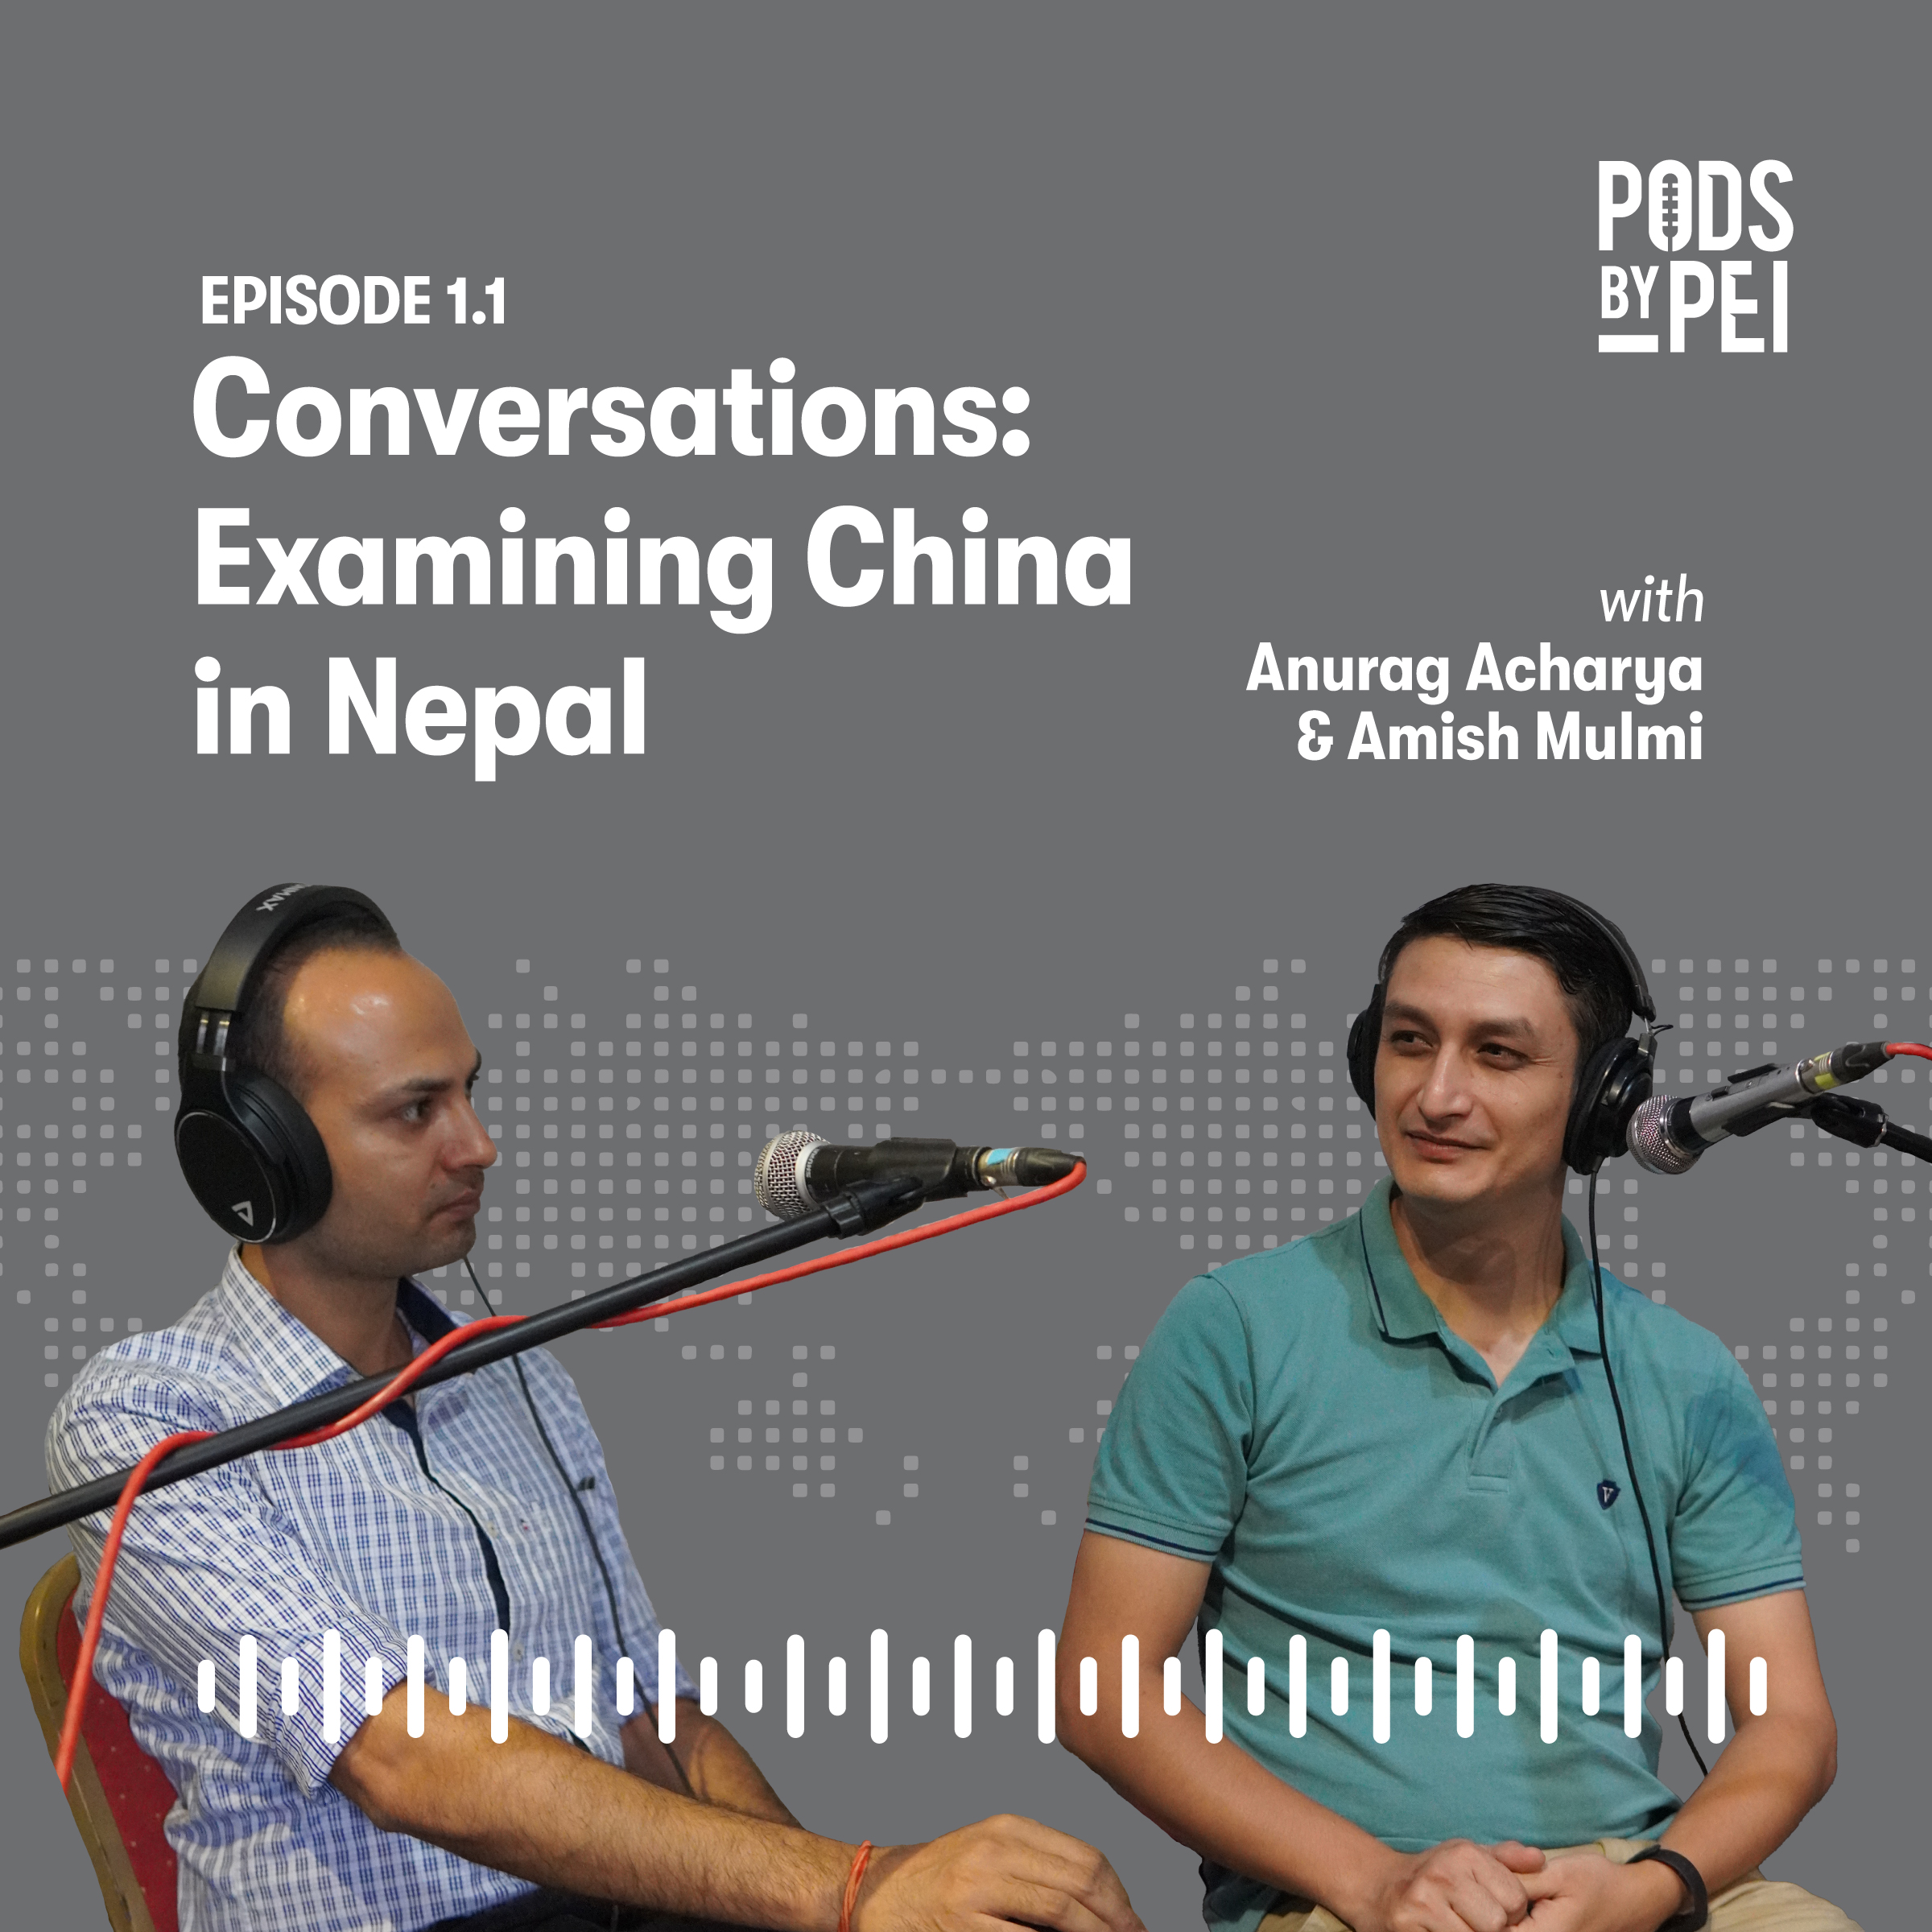 PODS
BY PEI
EPISODE 1.1
Conversations:
Examining China
in Nepal
with
Anurag Acharya
& Amish Mulmi